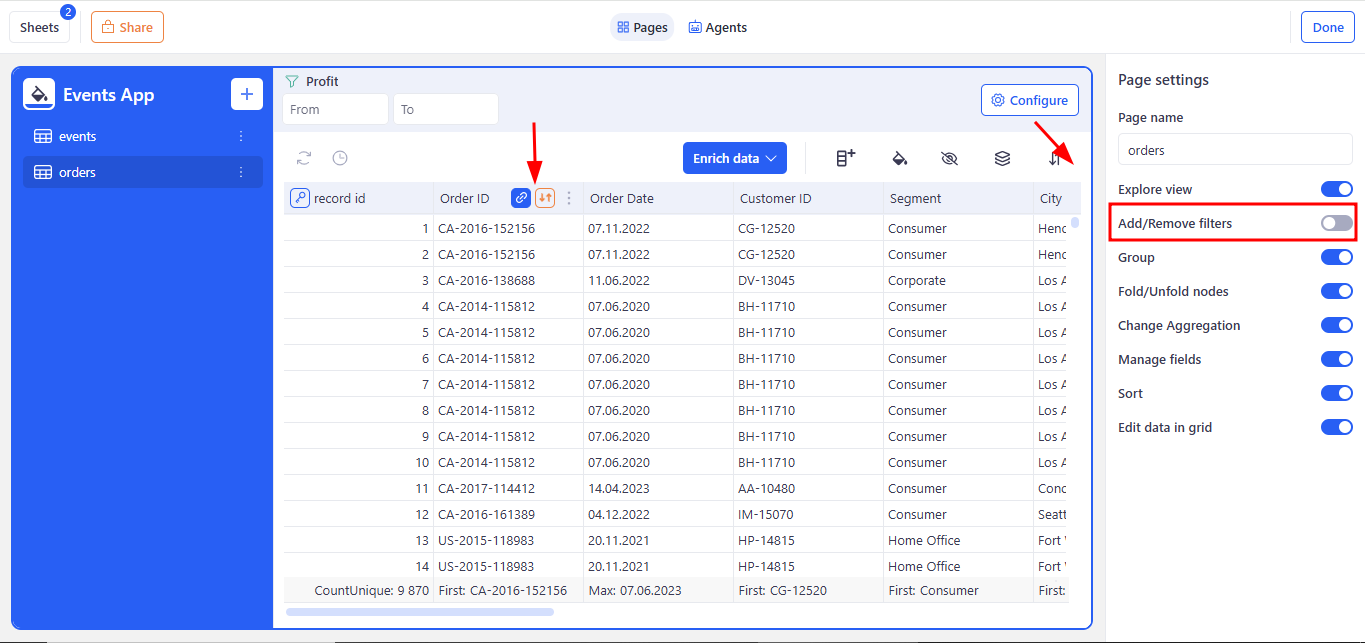 Sheets 2 Share Pages Agents Done
Events App
events
orders
Profit
From To
Configure
Enrich data
record id Order ID Order Date Customer ID Segment City
1 CA-2016-152156 07.11.2022 CG-12520 Consumer Henc
2 CA-2016-152156 07.11.2022 CG-12520 Consumer Henc
3 CA-2016-138688 11.06.2022 DV-13045 Corporate Los A
4 CA-2014-115812 07.06.2020 BH-11710 Consumer Los A
5 CA-2014-115812 07.06.2020 BH-11710 Consumer Los A
6 CA-2014-115812 07.06.2020 BH-11710 Consumer Los A
7 CA-2014-115812 07.06.2020 BH-11710 Consumer Los A
8 CA-2014-115812 07.06.2020 BH-11710 Consumer Los A
9 CA-2014-115812 07.06.2020 BH-11710 Consumer Los A
10 CA-2014-115812 07.06.2020 BH-11710 Consumer Los A
11 CA-2017-114412 14.04.2023 AA-10480 Consumer Conc
12 CA-2016-161389 04.12.2022 IM-15070 Consumer Seatt
13 US-2015-118983 20.11.2021 HP-14815 Home Office Fort
14 US-2015-118983 20.11.2021 HP-14815 Home Office Fort
CountUnique: 9 870 First: CA-2016-152156 Max: 07.06.2023 First: CG-12520 First: Consumer First:
Page settings
Page name
orders
Explore view
Add/Remove filters
Group
Fold/Unfold nodes
Change Aggregation
Manage fields
Sort
Edit data in grid